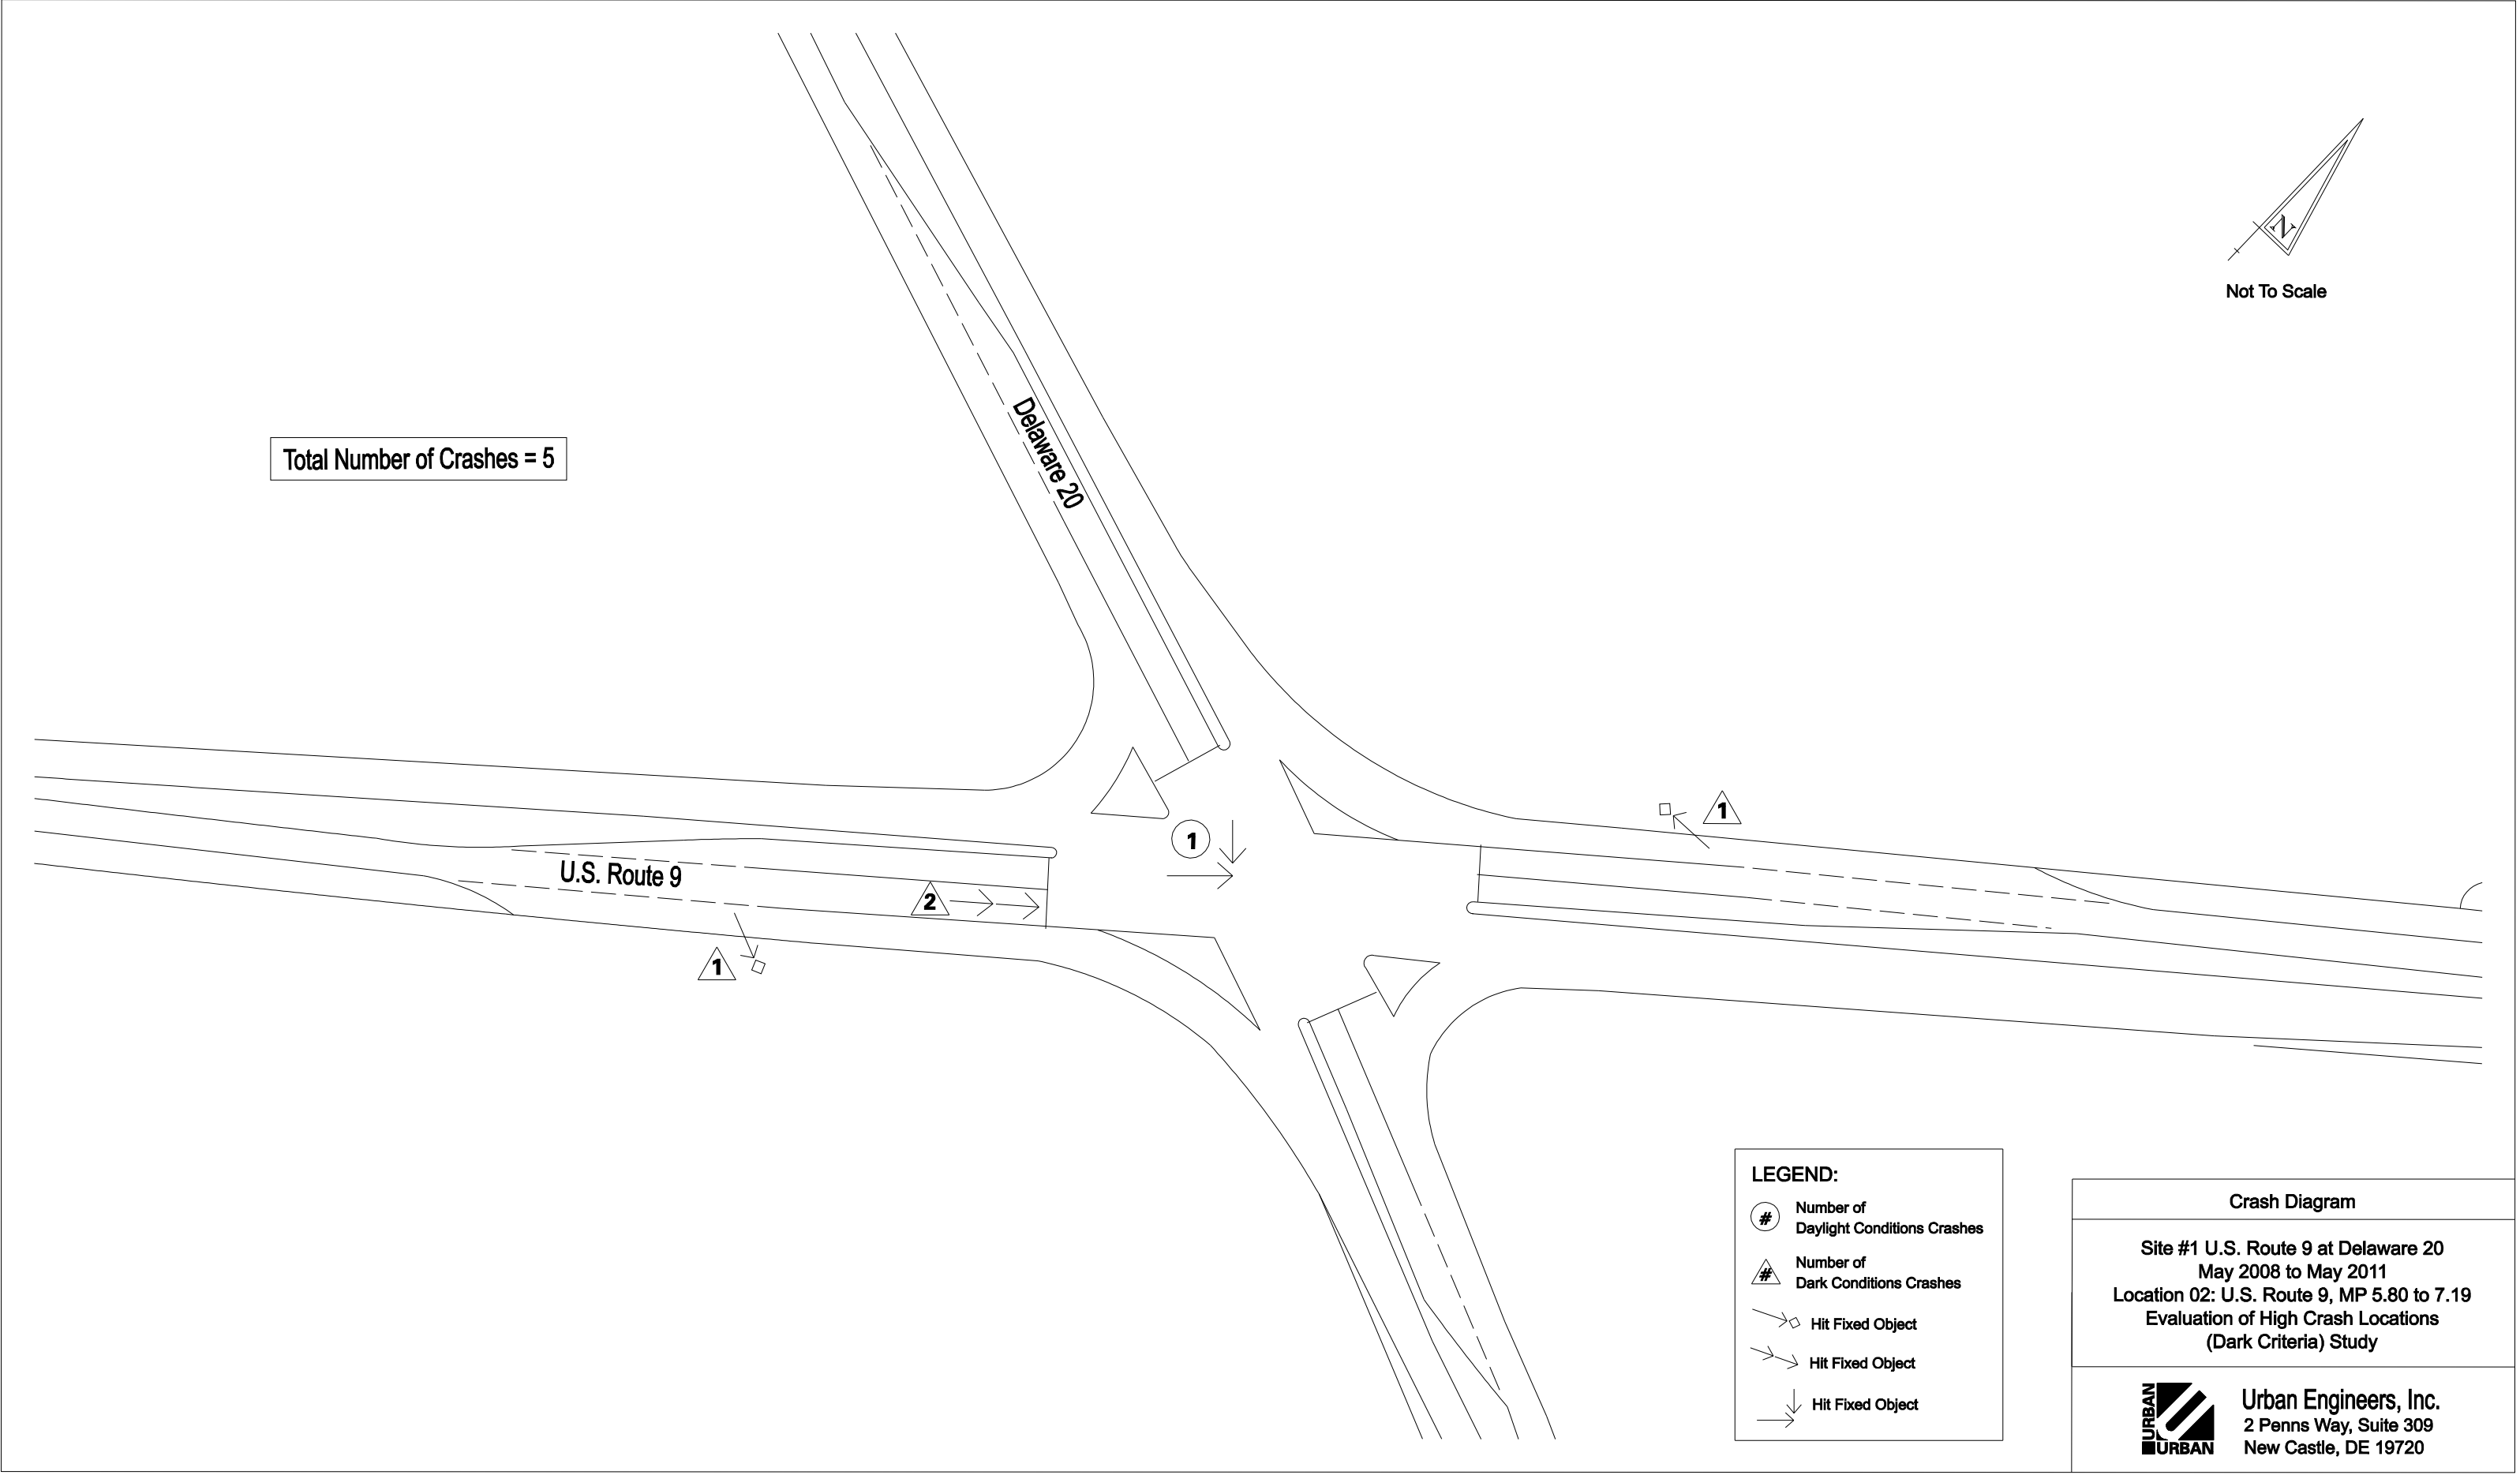 N
Not To Scale
Delaware 20
Total Number of Crashes = 5
1
1
U.S. Route 9
2
1
LEGEND:
# Number of
Daylight Conditions Crashes
# Number of
Dark Conditions Crashes
Hit Fixed Object
Hit Fixed Object
Hit Fixed Object
Crash Diagram
Site #1 U.S. Route 9 at Delaware 20
May 2008 to May 2011
Location 02: U.S. Route 9, MP 5.80 to 7.19
Evaluation of High Crash Locations
(Dark Criteria) Study
URBAN
URBAN
Urban Engineers, Inc.
2 Penns Way, Suite 309
New Castle, DE 19720